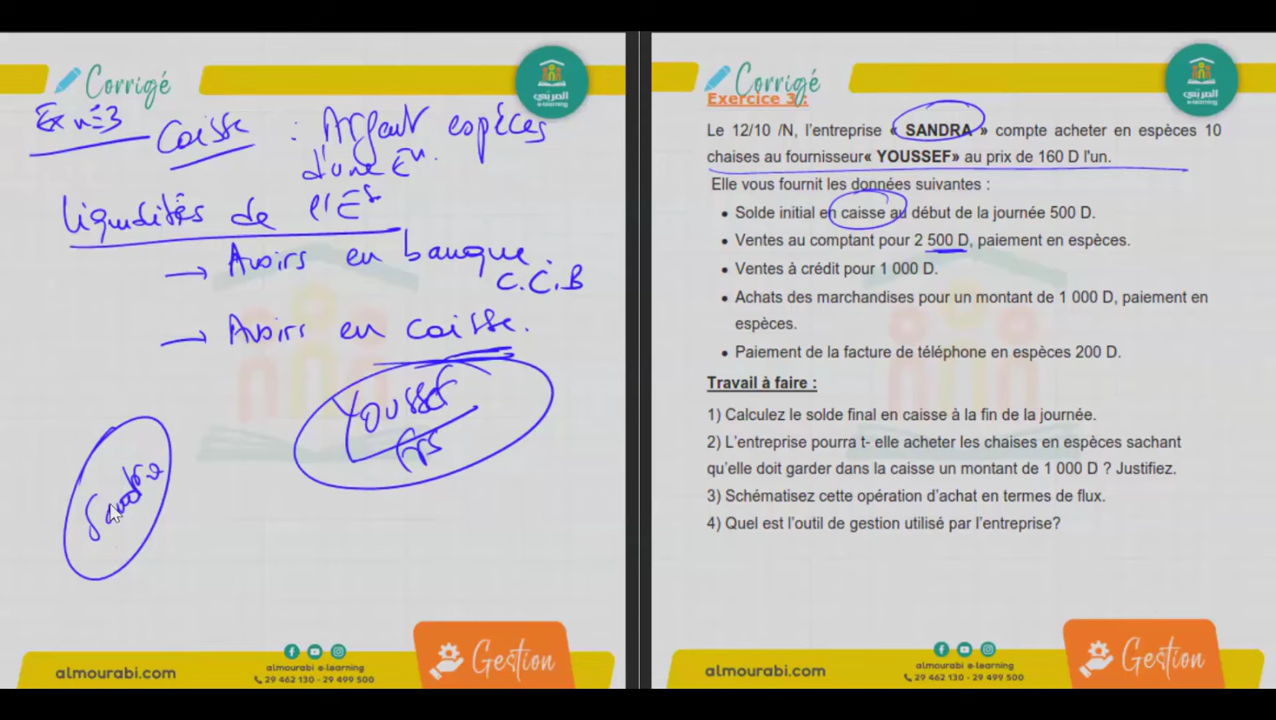 Corrigé
المربّي
e-learning
Ex n=3
Caisse : Argent espèces
d'une En.
liquidités de l'ES
→ Avoirs en banque.
C.C.B
→ Avoirs en caisse.
Youssef
Frs
Sandra
almourabi e-learning
29 462 130 - 29 499 500
almourabi.com
Gestion
Corrigé
المربّي
e-learning
Exercice 3 :
Le 12/10 /N, l'entreprise « SANDRA » compte acheter en espèces 10
chaises au fournisseur« YOUSSEF» au prix de 160 D l'un.
Elle vous fournit les données suivantes :
• Solde initial en caisse au début de la journée 500 D.
• Ventes au comptant pour 2 500 D, paiement en espèces.
• Ventes à crédit pour 1 000 D.
• Achats des marchandises pour un montant de 1 000 D, paiement en
espèces.
• Paiement de la facture de téléphone en espèces 200 D.
Travail à faire :
1) Calculez le solde final en caisse à la fin de la journée.
2) L'entreprise pourra t- elle acheter les chaises en espèces sachant
qu'elle doit garder dans la caisse un montant de 1 000 D ? Justifiez.
3) Schématisez cette opération d'achat en termes de flux.
4) Quel est l'outil de gestion utilisé par l'entreprise?
almourabi e-learning
29 462 130 - 29 499 500
almourabi.com
Gestion